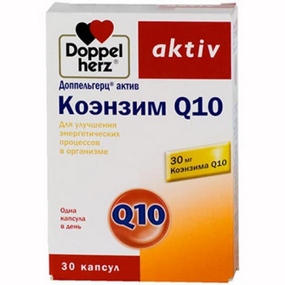 Doppel
herz®
aktiv
Доппельгерц® актив
Коэнзим Q10
Для улучшения
энергетических
процессов
в организме
30 мг
Коэнзима Q10
Одна
капсула
в день
Q10
30 капсул